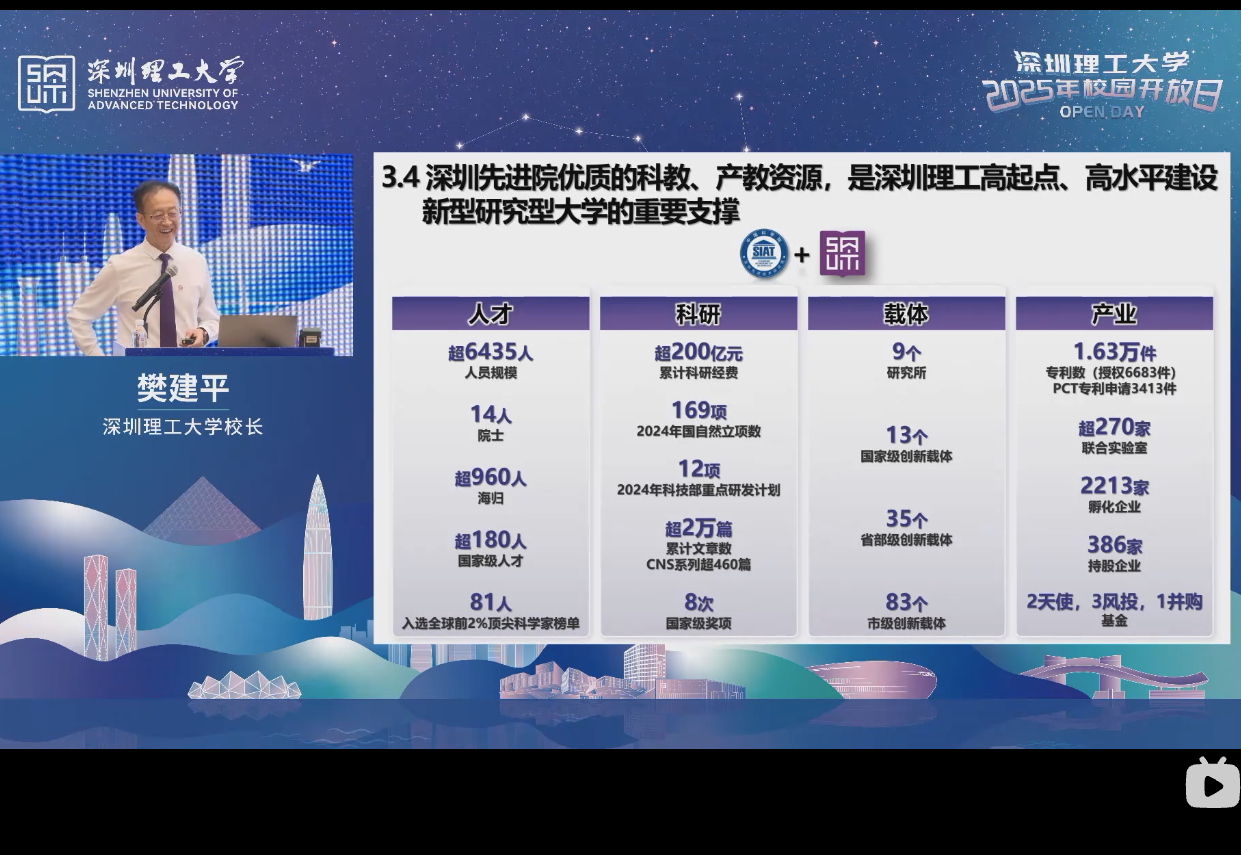 深圳理工大学
SHENZHEN UNIVERSITY OF
ADVANCED TECHNOLOGY
深圳理工大学
2025年校园开放日
OPEN DAY
樊建平
深圳理工大学校长
3.4 深圳先进院优质的科教、产教资源，是深圳理工高起点、高水平建设
新型研究型大学的重要支撑
SIAT
+
人才
超6435人
人员规模
14人
院士
超960人
海归
超180人
国家级人才
81人
入选全球前2%顶尖科学家榜单
科研
超200亿元
累计科研经费
169项
2024年国自然立项数
12项
2024年科技部重点研发计划
超2万篇
累计文章数
CNS系列超460篇
8次
国家级奖项
载体
9个
研究所
13个
国家级创新载体
35个
省部级创新载体
83个
市级创新载体
产业
1.63万件
专利数（授权6683件）
PCT专利申请3413件
超270家
联合实验室
2213家
孵化企业
386家
持股企业
2天使，3风投，1并购
基金